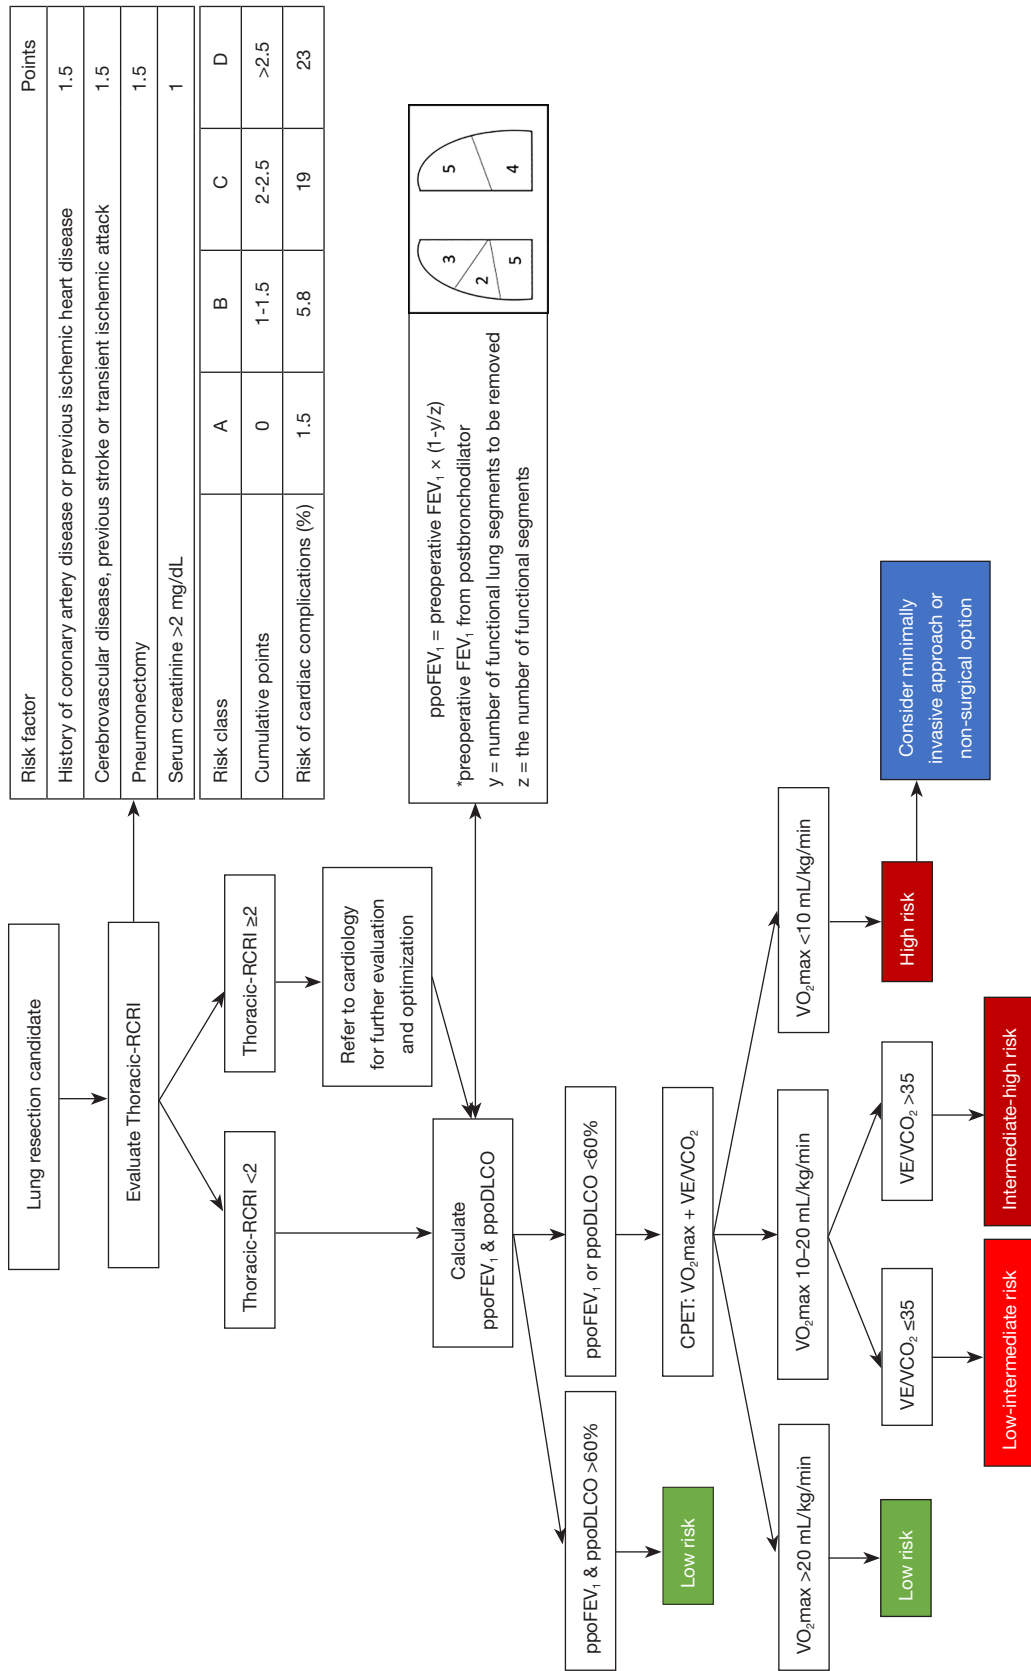 Lung resection candidate
Evaluate Thoracic-RCRI
Risk factor Points
History of coronary artery disease or previous ischemic heart disease 1.5
Cerebrovascular disease, previous stroke or transient ischemic attack 1.5
Pneumonectomy 1.5
Serum creatinine >2 mg/dL 1
Risk class A B C D
Cumulative points 0 1-1.5 2-2.5 >2.5
Risk of cardiac complications (%) 1.5 5.8 19 23
Thoracic-RCRI <2
Thoracic-RCRI ≥2
Refer to cardiology
for further evaluation
and optimization
Calculate
ppoFEV₁ & ppoDLCO
ppoFEV₁ = preoperative FEV₁ × (1-y/z)
*preoperative FEV₁ from postbronchodilator
y = number of functional lung segments to be removed
z = the number of functional segments
3
2
5
5
4
ppoFEV₁ & ppoDLCO >60%
ppoFEV₁ or ppoDLCO <60%
Low risk
CPET: VO₂max + VE/VCO₂
VO₂max >20 mL/kg/min
VO₂max 10–20 mL/kg/min
VO₂max <10 mL/kg/min
Low risk
VE/VCO₂ ≤35
VE/VCO₂ >35
High risk
Consider minimally
invasive approach or
non-surgical option
Low-intermediate risk
Intermediate-high risk